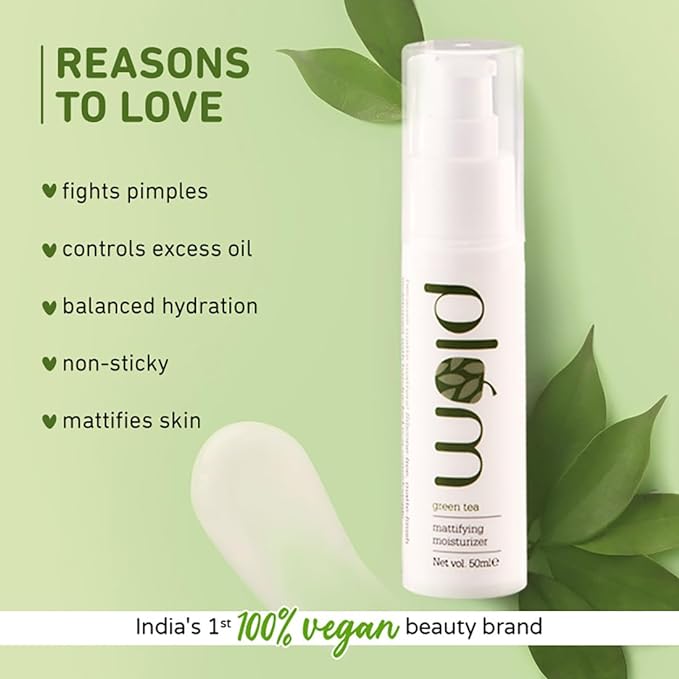 REASONS
TO LOVE
fights pimples
controls excess oil
balanced hydration
non-sticky
mattifies skin
plum
green tea
mattifying
moisturizer
Net vol. 50ml℮
India's 1st 100% vegan beauty brand